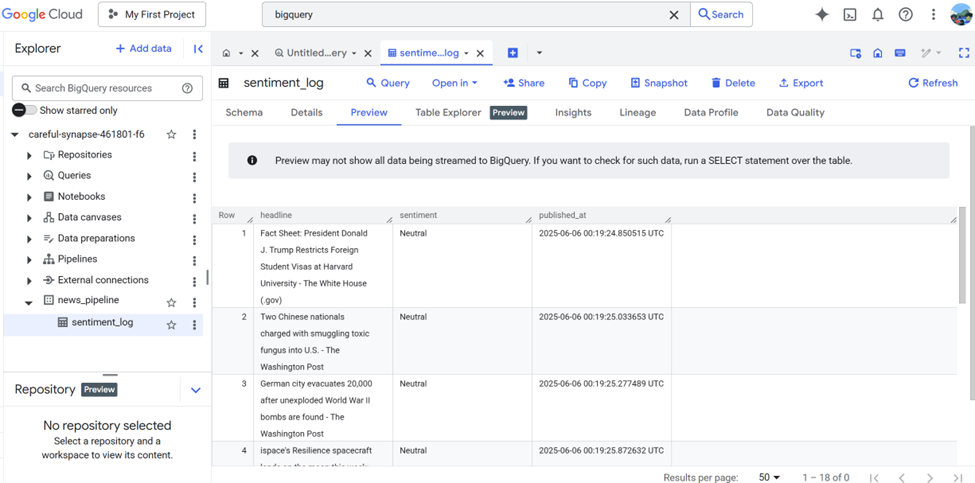 Google Cloud
My First Project
bigquery
Search
Explorer
+ Add data
Untitled...ery
sentime...log
Search BigQuery resources
Show starred only
careful-synapse-461801-f6
Repositories
Queries
Notebooks
Data canvases
Data preparations
Pipelines
External connections
news_pipeline
sentiment_log
Repository Preview
No repository selected
Select a repository and a
workspace to view its content.
sentiment_log
Query Open in Share Copy Snapshot Delete Export Refresh
Schema Details Preview Table Explorer Preview Insights Lineage Data Profile Data Quality
Preview may not show all data being streamed to BigQuery. If you want to check for such data, run a SELECT statement over the table.
Row headline sentiment published_at
1 Fact Sheet: President Donald Neutral 2025-06-06 00:19:24.850515 UTC
J. Trump Restricts Foreign
Student Visas at Harvard
University - The White House
(.gov)
2 Two Chinese nationals Neutral 2025-06-06 00:19:25.033653 UTC
charged with smuggling toxic
fungus into U.S. - The
Washington Post
3 German city evacuates 20,000 Neutral 2025-06-06 00:19:25.277489 UTC
after unexploded World War II
bombs are found - The
Washington Post
4 ispace's Resilience spacecraft Neutral 2025-06-06 00:19:25.872632 UTC
Results per page: 50 1 – 18 of 0